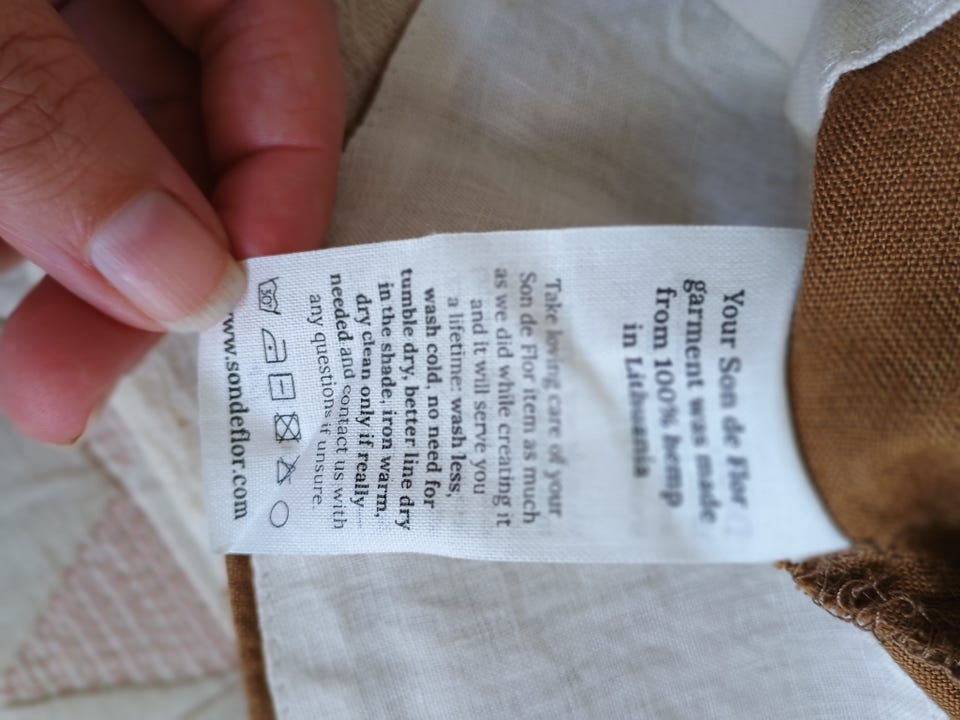 Your Son de Flor
garment was made
from 100% hemp
in Lithuania
Take loving care of your
Son de Flor item as much
as we did while creating it
and it will serve you
a lifetime: wash less,
wash cold, no need for
tumble dry, better line dry
in the shade, iron warm,
dry clean only if really
needed and contact us with
any questions if unsure.
30°
www.sondeflor.com